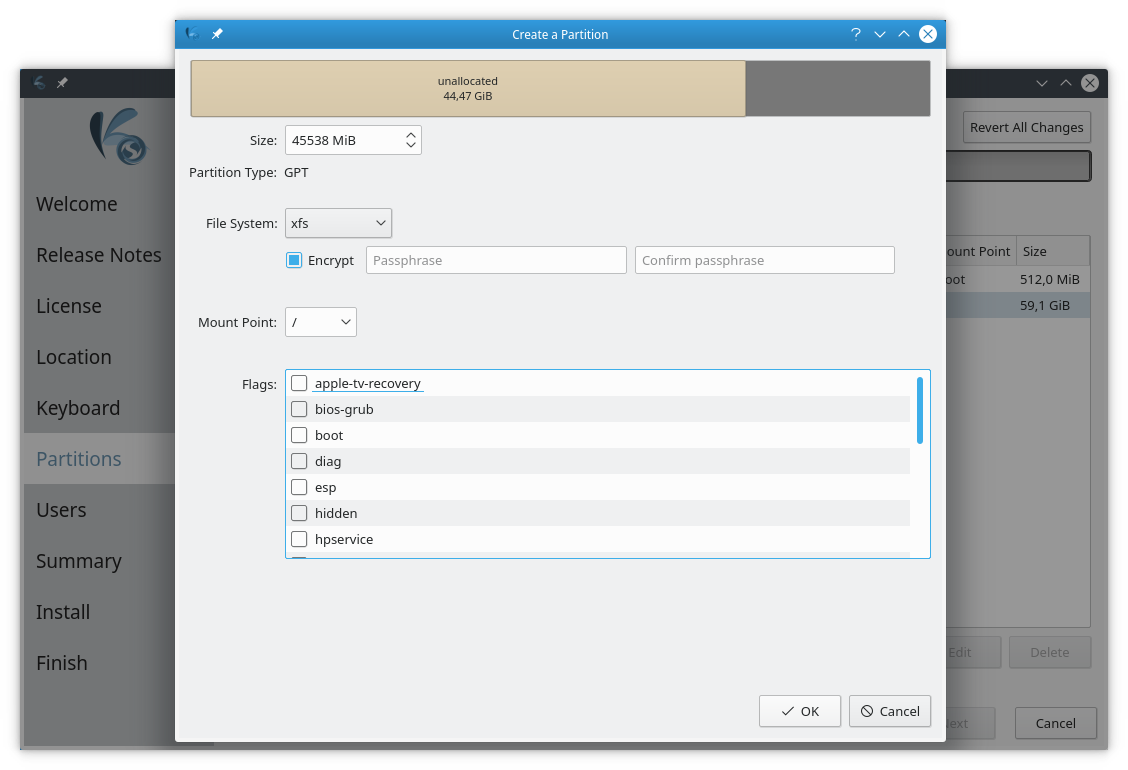 Create a Partition
unallocated
44,47 GiB
Size: 45538 MiB
Partition Type: GPT
File System: xfs
Encrypt Passphrase Confirm passphrase
Mount Point: /
Flags: apple-tv-recovery
bios-grub
boot
diag
esp
hidden
hpservice
OK Cancel
Welcome
Release Notes
License
Location
Keyboard
Partitions
Users
Summary
Install
Finish
Revert All Changes
ount Point Size
oot 512,0 MiB
59,1 GiB
Edit Delete
ext Cancel